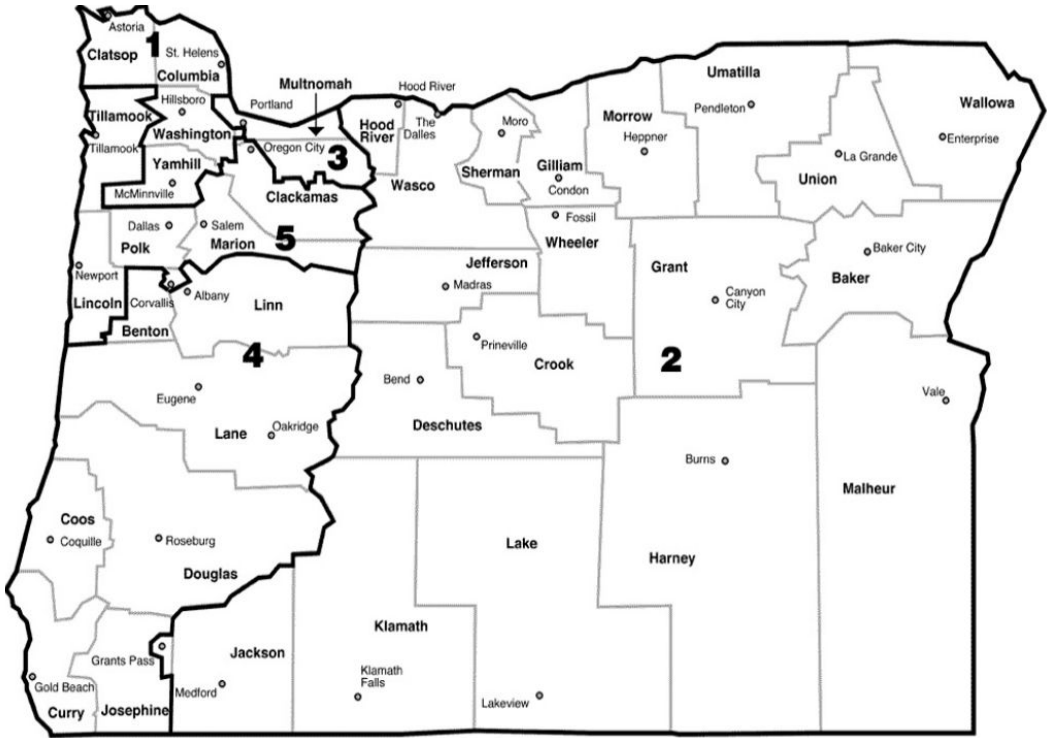 Astoria
Clatsop
1
St. Helens
Columbia
Multnomah
Hood River
Umatilla
Wallowa
Tillamook
Hillsboro
Portland
Washington
Tillamook
Oregon City
3
Hood
River
The
Dalles
Moro
Morrow
Heppner
Pendleton
Enterprise
La Grande
Yamhill
McMinnville
Clackamas
Wasco
Sherman
Gilliam
Condon
Union
Dallas
Polk
Salem
Marion
5
Fossil
Wheeler
Grant
Baker City
Baker
Newport
Lincoln
Corvallis
Albany
Benton
Linn
Jefferson
Madras
Canyon
City
4
Prineville
Crook
2
Eugene
Lane
Oakridge
Bend
Deschutes
Vale
Burns
Malheur
Coos
Coquille
Roseburg
Douglas
Lake
Harney
Grants Pass
Jackson
Klamath
Gold Beach
Curry
Josephine
Medford
Klamath
Falls
Lakeview